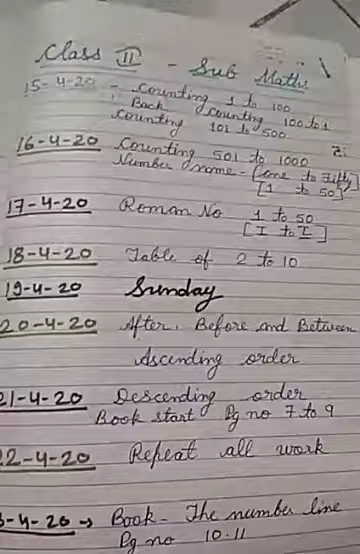 Class II - Sub Maths
15-4-20 - Counting 1 to 100
Back Counting 100 to 1
Counting 101 to 500
16-4-20 Counting 501 to 1000
Number name - [one to fifty]
[1 to 50]
17-4-20 Roman No 1 to 50
[I to I]
18-4-20 Table of 2 to 10
19-4-20 Sunday
20-4-20 After, Before and Between
Ascending order
21-4-20 Descending order
Book start Pg no 7 to 9
22-4-20 Repeat all work
3-4-20 → Book - The number line
Pg no 10-11